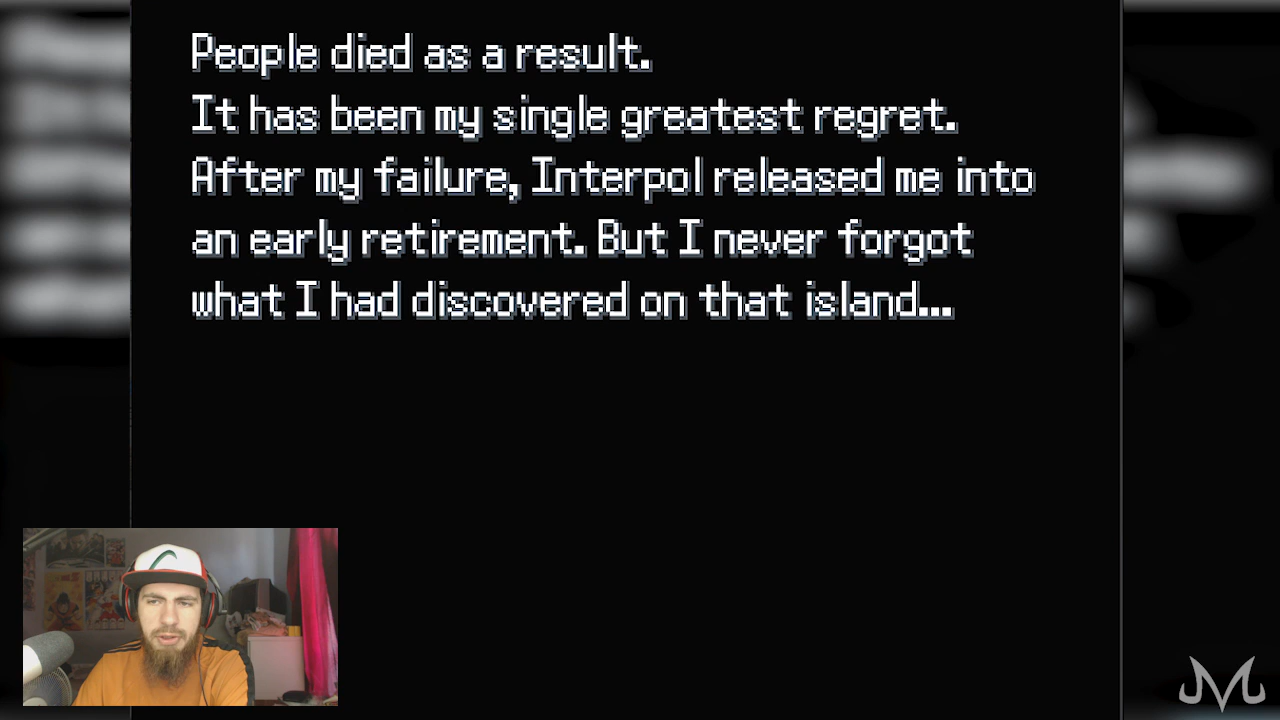 People died as a result.
It has been my single greatest regret.
After my failure, Interpol released me into
an early retirement. But I never forgot
what I had discovered on that island...